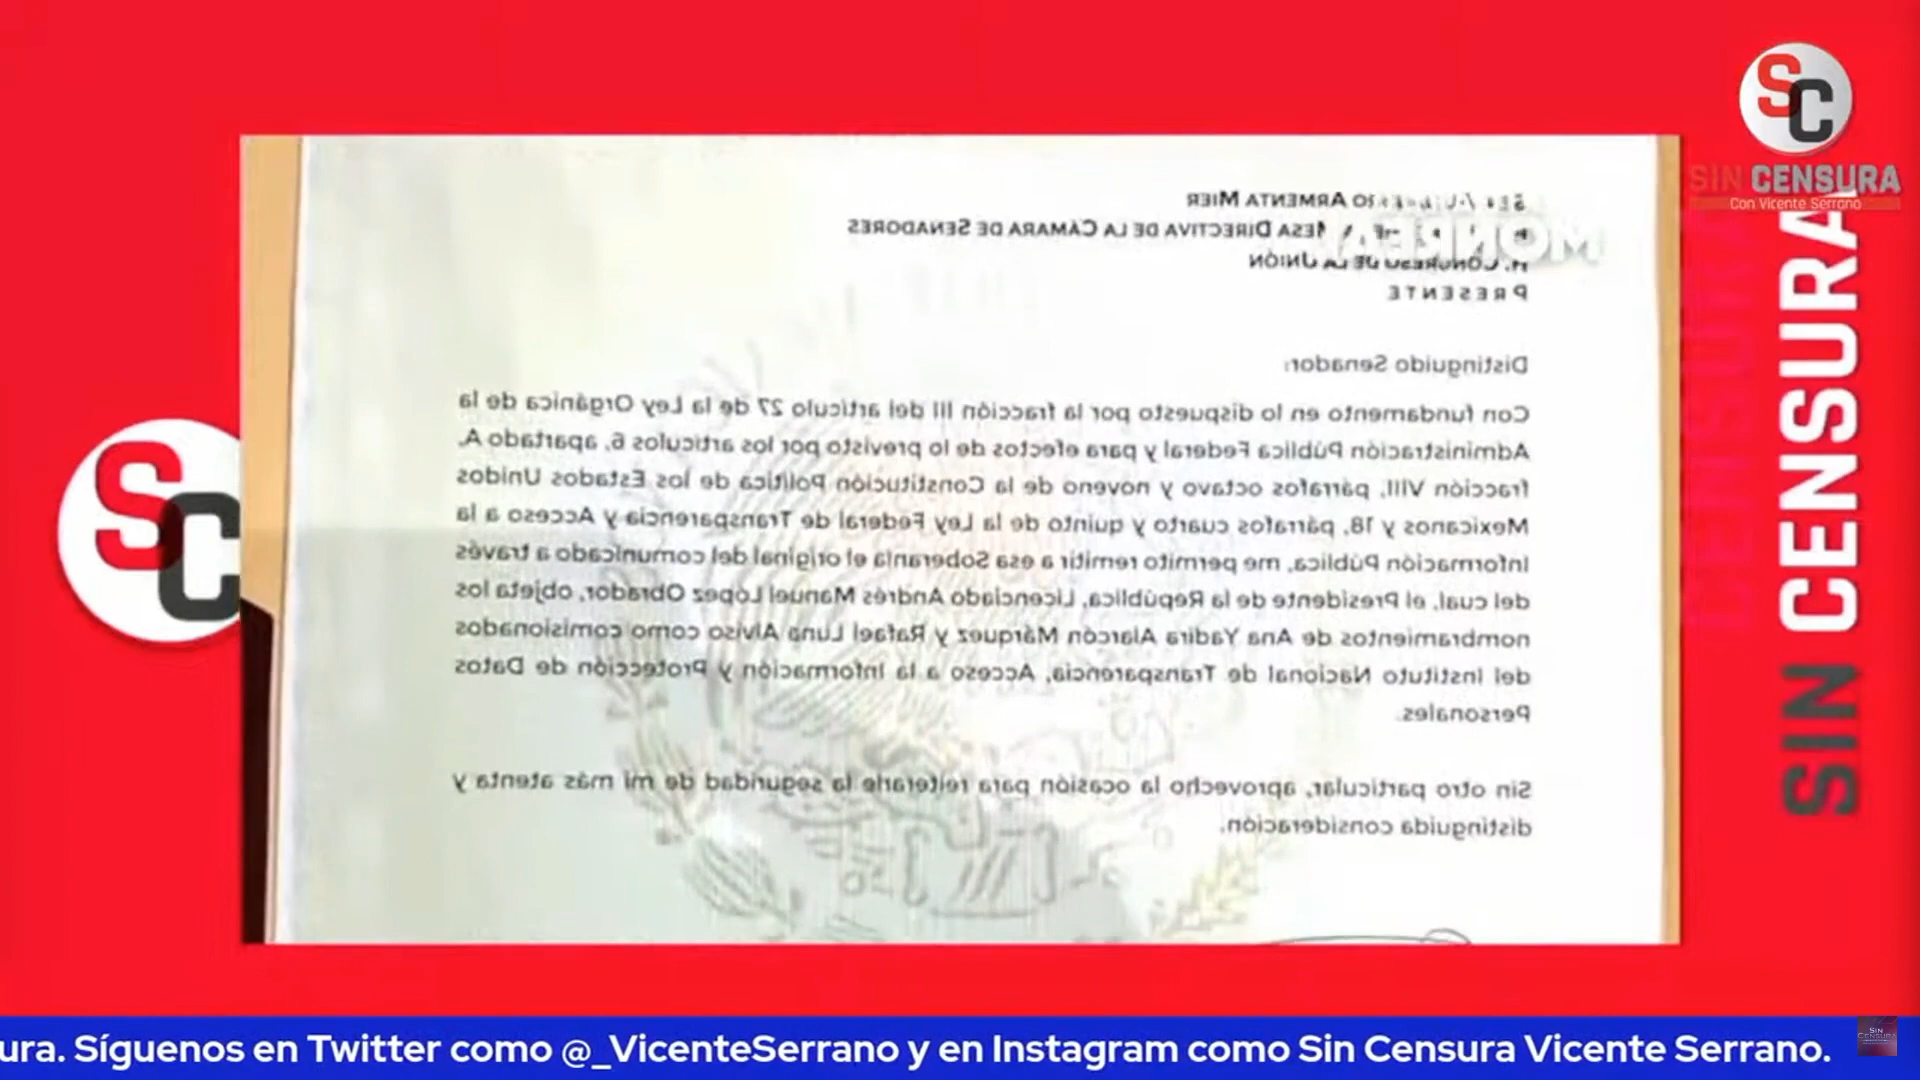 SC
SIN CENSURA
Con Vicente Serrano
ARMENTA MIER
MESA DIRECTIVA DE LA CÁMARA DE SENADORES
H. CONGRESO DE LA UNIÓN
PRESENTE
MONREAL
Distinguido Senador:
Con fundamento en lo dispuesto por la fracción III del artículo 27 de la Ley Orgánica de la
Administración Pública Federal y para efectos de lo previsto por los artículos 6, apartado A,
fracción VIII, párrafos octavo y noveno de la Constitución Política de los Estados Unidos
Mexicanos y 18, párrafos cuarto y quinto de la Ley Federal de Transparencia y Acceso a la
Información Pública, me permito remitir a esa Soberanía el original del comunicado a través
del cual, el Presidente de la República, Licenciado Andrés Manuel López Obrador, objeta los
nombramientos de Ana Yadira Alarcón Márquez y Rafael Luna Alviso como comisionados
del Instituto Nacional de Transparencia, Acceso a la Información y Protección de Datos
Personales.
Sin otro particular, aprovecho la ocasión para reiterarle la seguridad de mi más atenta y
distinguida consideración.
SC
SIN CENSURA
ura. Síguenos en Twitter como @_VicenteSerrano y en Instagram como Sin Censura Vicente Serrano.
SIN
CENSURA